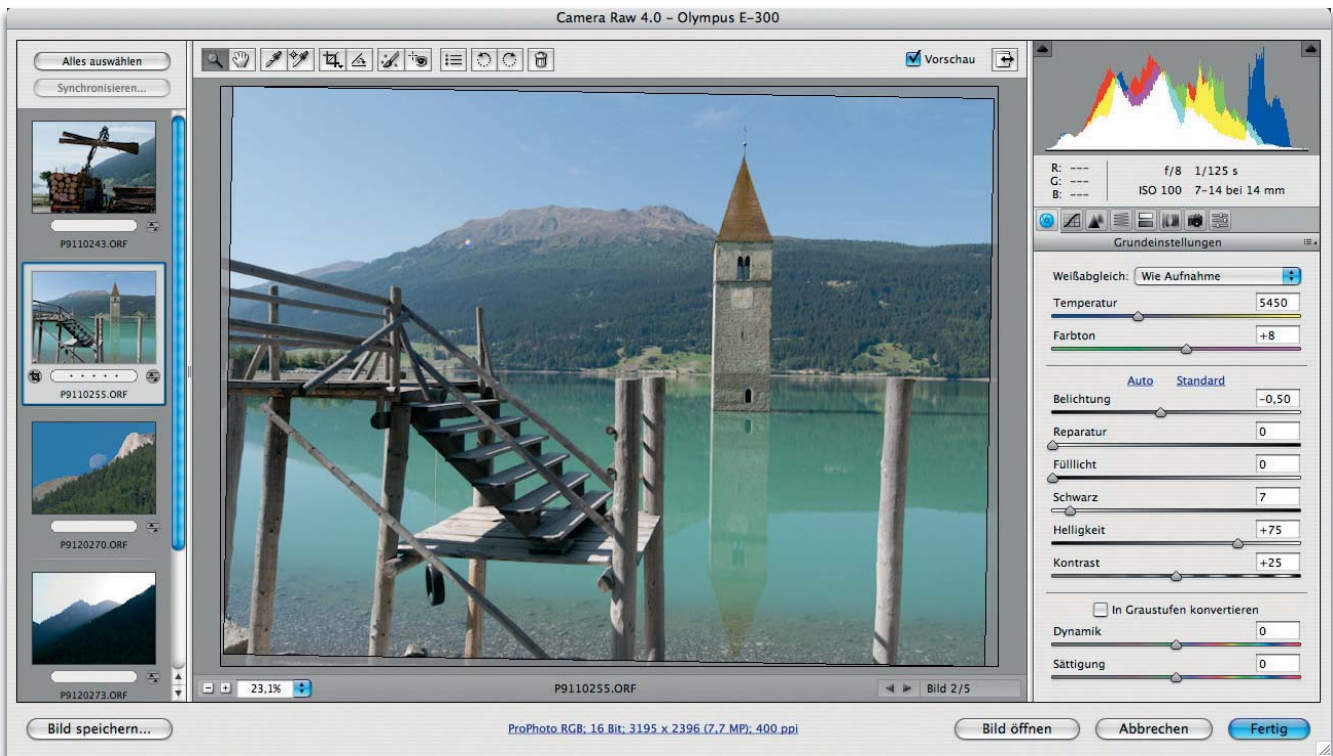 Camera Raw 4.0 – Olympus E-300
Alles auswählen
Synchronisieren...
P9110243.ORF
P9110255.ORF
P9120270.ORF
P9120273.ORF
Vorschau
23,1%
P9110255.ORF
Bild 2/5
R: ---
G: ---
B: ---
f/8 1/125 s
ISO 100 7–14 bei 14 mm
Grundeinstellungen
Weißabgleich: Wie Aufnahme
Temperatur 5450
Farbton +8
Auto Standard
Belichtung –0,50
Reparatur 0
Fülllicht 0
Schwarz 7
Helligkeit +75
Kontrast +25
In Graustufen konvertieren
Dynamik 0
Sättigung 0
Bild speichern...
ProPhoto RGB; 16 Bit; 3195 x 2396 (7,7 MP); 400 ppi
Bild öffnen
Abbrechen
Fertig